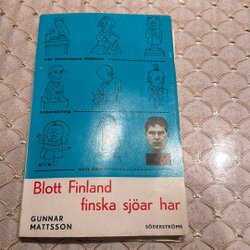 Blott Finland
finska sjöar har
GUNNAR
MATTSSON
SÖDERSTRÖMS